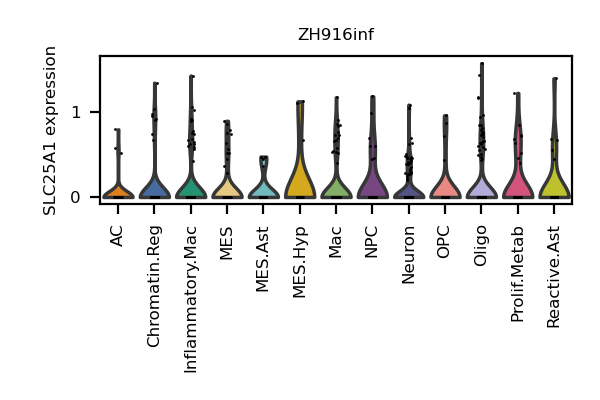 ZH916inf
SLC25A1 expression
1
0
AC
Chromatin.Reg
Inflammatory.Mac
MES
MES.Ast
MES.Hyp
Mac
NPC
Neuron
OPC
Oligo
Prolif.Metab
Reactive.Ast